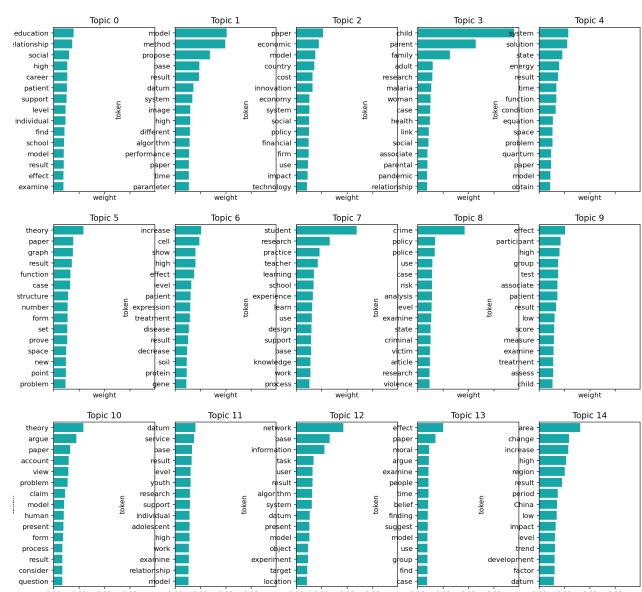 Topic 0
education
elationship
social
high
career
patient
support
level
individual
find
school
model
result
effect
examine
weight
Topic 1
token
model
method
propose
base
result
datum
system
image
high
different
algorithm
performance
paper
time
parameter
weight
Topic 2
token
paper
economic
model
country
cost
innovation
economy
system
social
policy
financial
firm
use
impact
technology
weight
Topic 3
token
child
parent
family
adult
research
malaria
woman
case
health
link
social
associate
parental
pandemic
relationship
weight
Topic 4
token
system
solution
state
energy
result
time
function
condition
equation
space
problem
quantum
paper
model
obtain
weight
Topic 5
theory
paper
graph
result
function
case
structure
number
form
set
prove
space
new
point
problem
weight
Topic 6
token
increase
cell
show
high
effect
level
patient
expression
treatment
disease
result
decrease
soil
protein
gene
weight
Topic 7
token
student
research
practice
teacher
learning
school
experience
learn
use
design
support
base
knowledge
work
process
weight
Topic 8
token
crime
policy
police
use
case
risk
analysis
level
examine
state
criminal
victim
article
research
violence
weight
Topic 9
token
effect
participant
high
group
test
associate
patient
result
low
score
measure
examine
treatment
assess
child
weight
Topic 10
theory
argue
paper
account
view
problem
claim
model
human
present
form
process
result
consider
question
Topic 11
token
datum
service
base
result
level
youth
research
support
individual
adolescent
high
work
examine
relationship
model
Topic 12
token
network
base
information
task
user
result
algorithm
system
datum
present
model
object
experiment
target
location
Topic 13
token
effect
paper
moral
argue
examine
people
time
belief
finding
suggest
model
use
group
find
case
Topic 14
token
area
change
increase
high
region
result
period
China
low
impact
level
trend
development
factor
datum